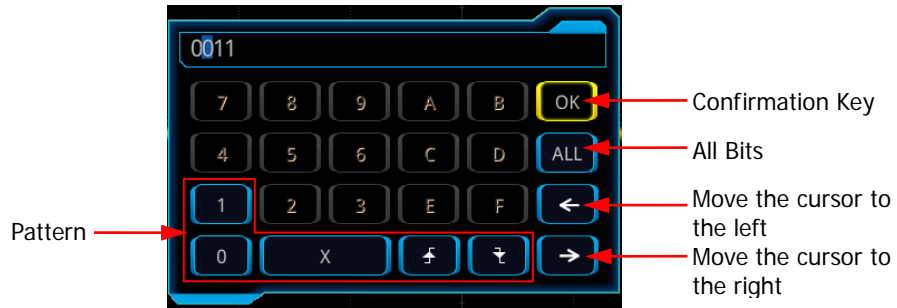 0011
7 8 9 A B OK
Confirmation Key
4 5 6 C D ALL
All Bits
1 2 3 E F ←
Move the cursor to
the left
Pattern
0 X →
Move the cursor to
the right